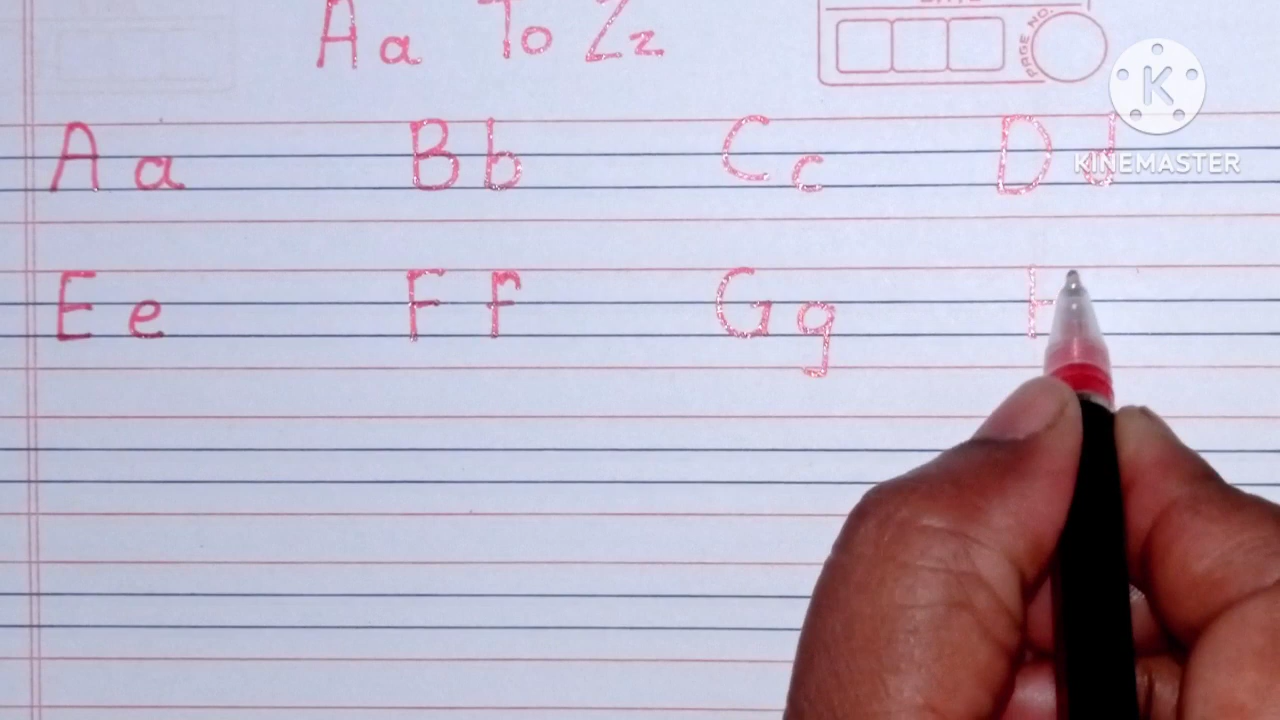 Aa To Zz
PAGE NO.
K
KINEMASTER
Aa Bb Cc Dd
Ee Ff Gg H